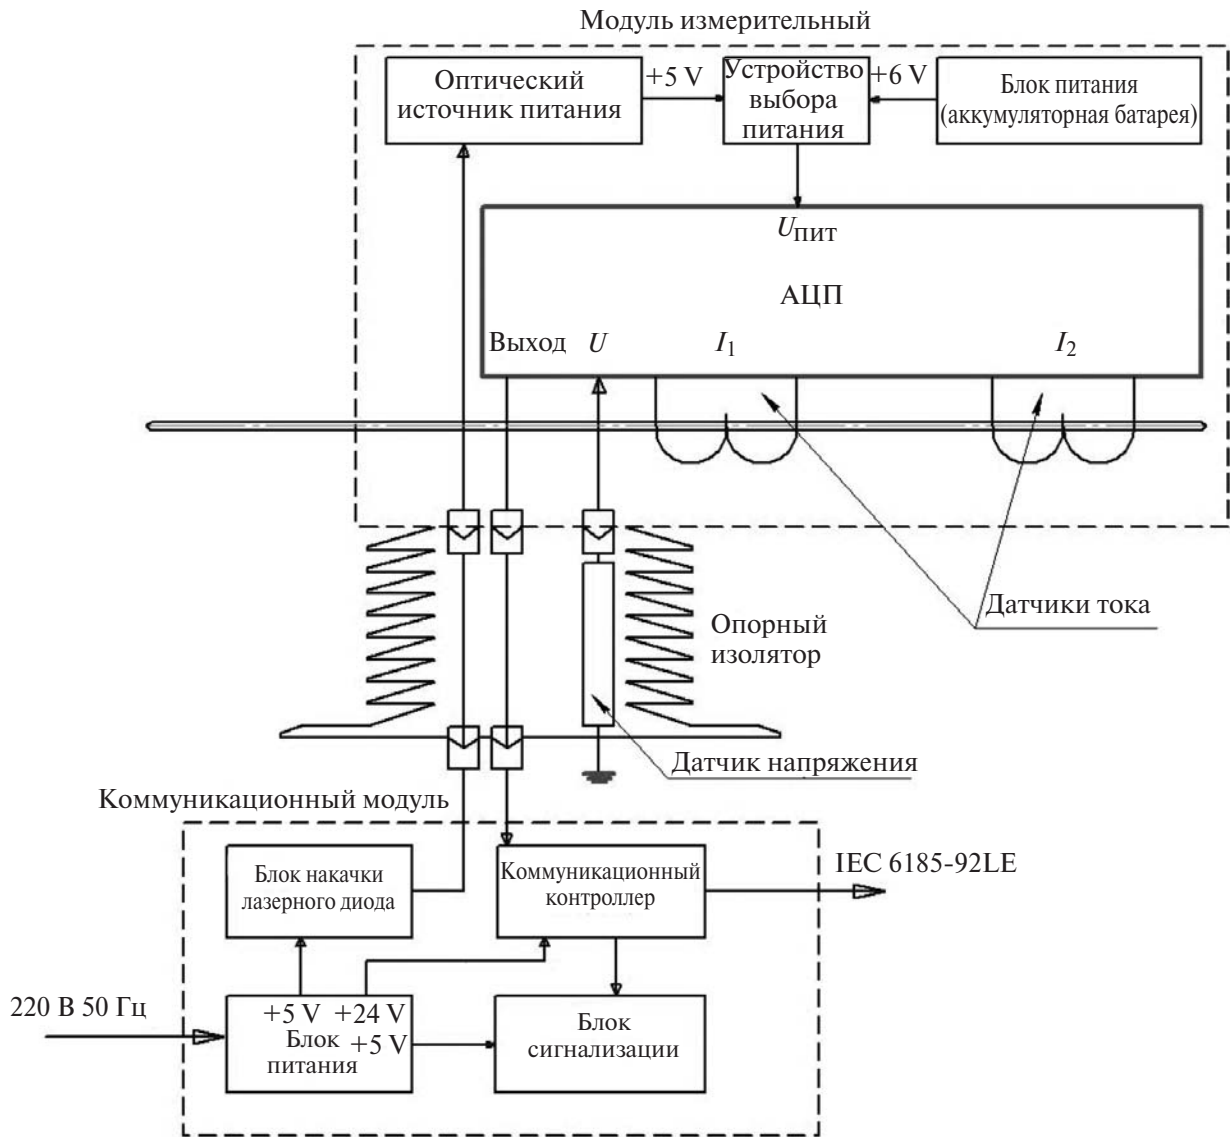 Модуль измерительный
Оптический
источник питания
+5 V
Устройство
выбора
питания
+6 V
Блок питания
(аккумуляторная батарея)
Uпит
АЦП
Выход
U
I1
I2
Датчики тока
Опорный
изолятор
Датчик напряжения
Коммуникационный модуль
Блок накачки
лазерного диода
Коммуникационный
контроллер
IEC 6185-92LE
220 В 50 Гц
+5 V +24 V
Блок +5 V
питания
Блок
сигнализации